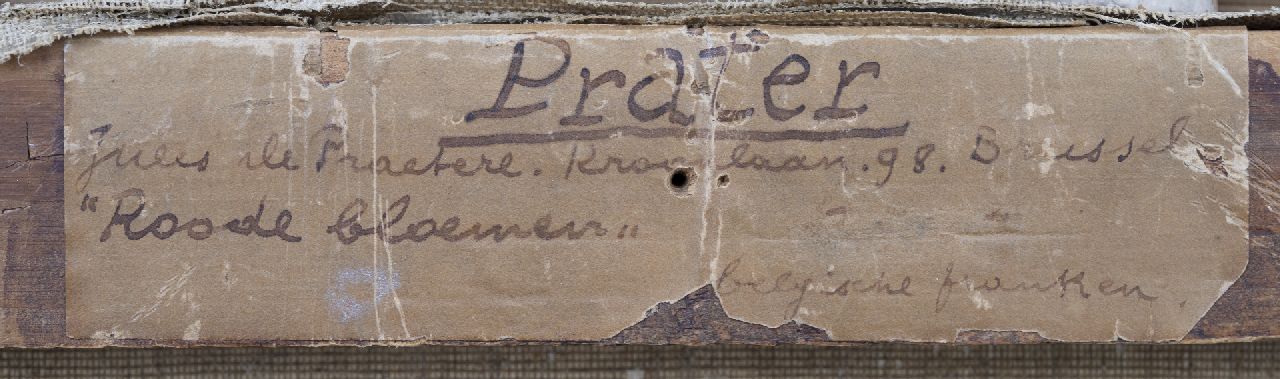 Prater
Jules de Praetere. Kroonlaan. 98. Brussel
"Roode bloemen"
belgische franken.